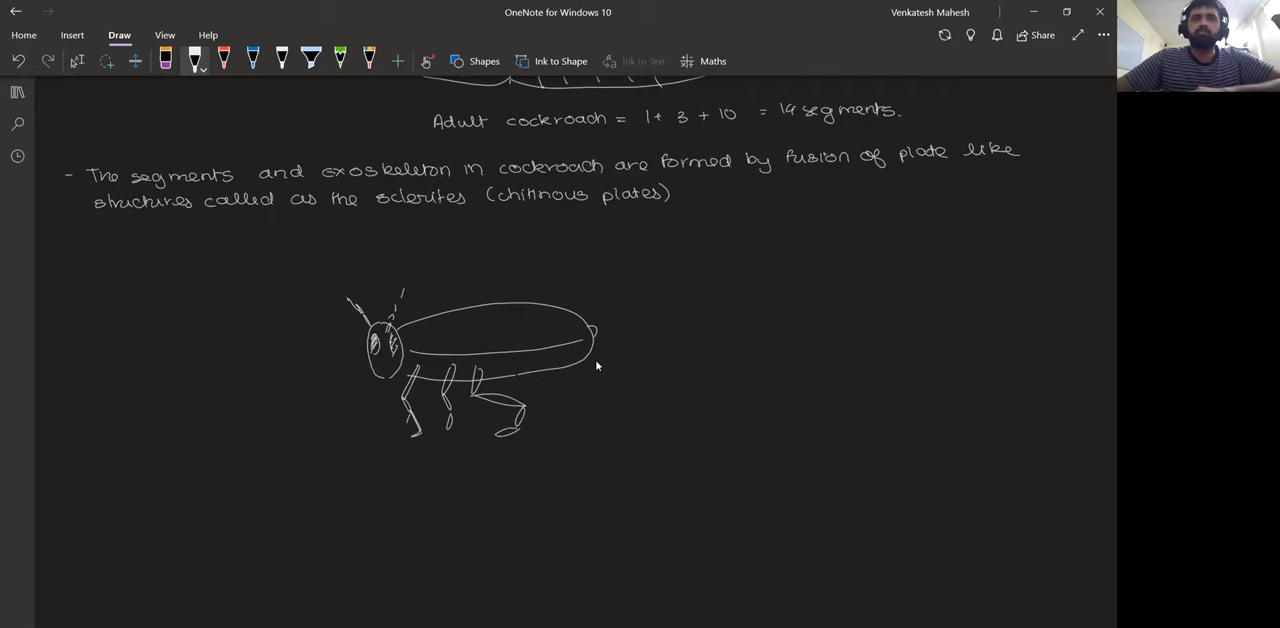 OneNote for Windows 10
Venkatesh Mahesh
Home Insert Draw View Help
Share
Shapes Ink to Shape Ink to Text Maths
Adult cockroach = 1+ 3 + 10 = 14 segments.
- The segments and exoskeleton in cockroach are formed by fusion of plate like
structures called as the sclerites (chitinous plates)